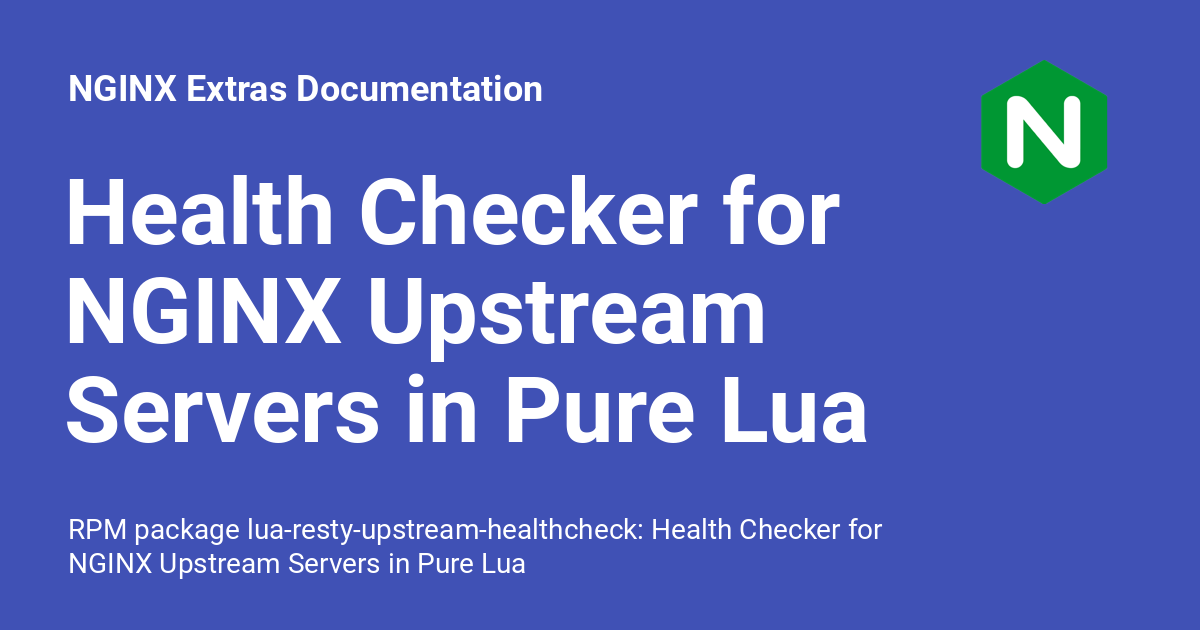 NGINX Extras Documentation
N
Health Checker for
NGINX Upstream
Servers in Pure Lua
RPM package lua-resty-upstream-healthcheck: Health Checker for
NGINX Upstream Servers in Pure Lua